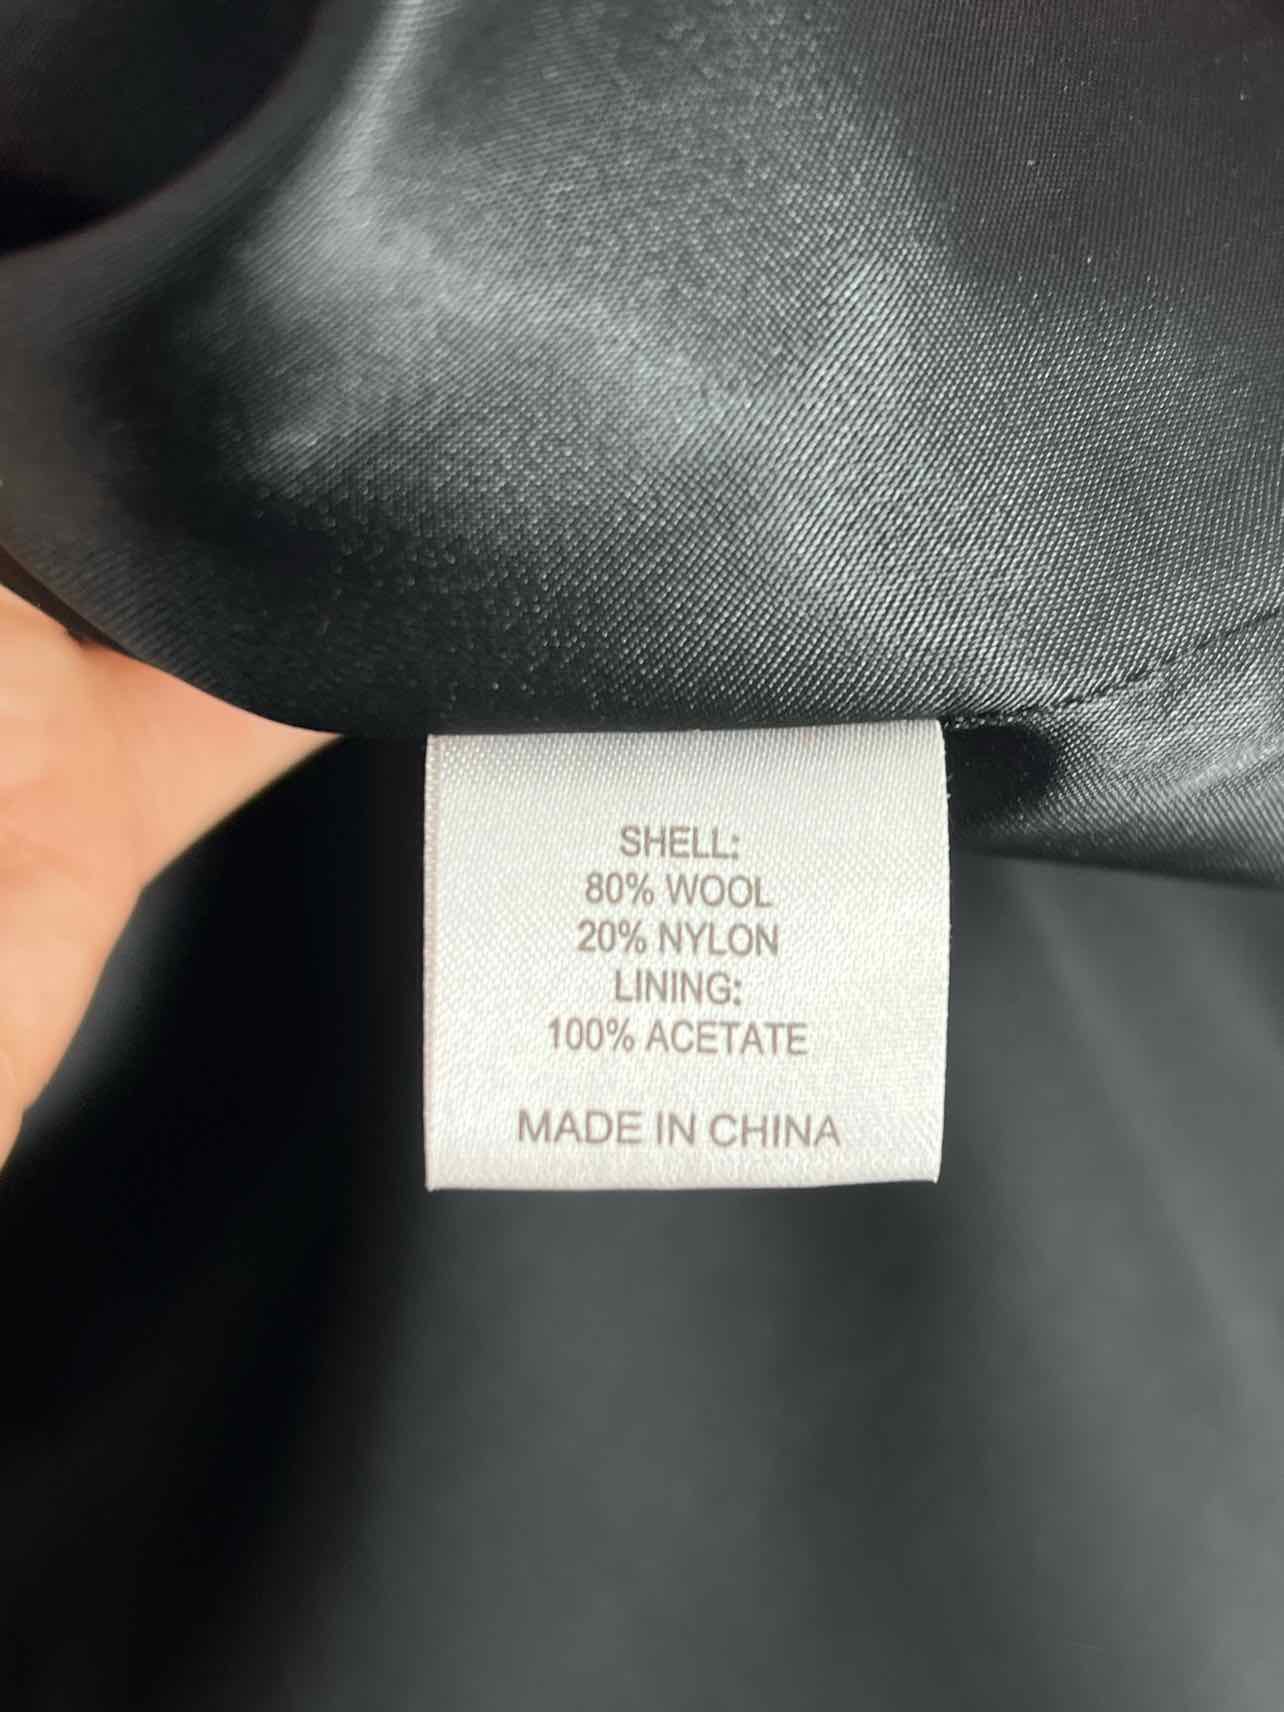 SHELL:
80% WOOL
20% NYLON
LINING:
100% ACETATE
MADE IN CHINA